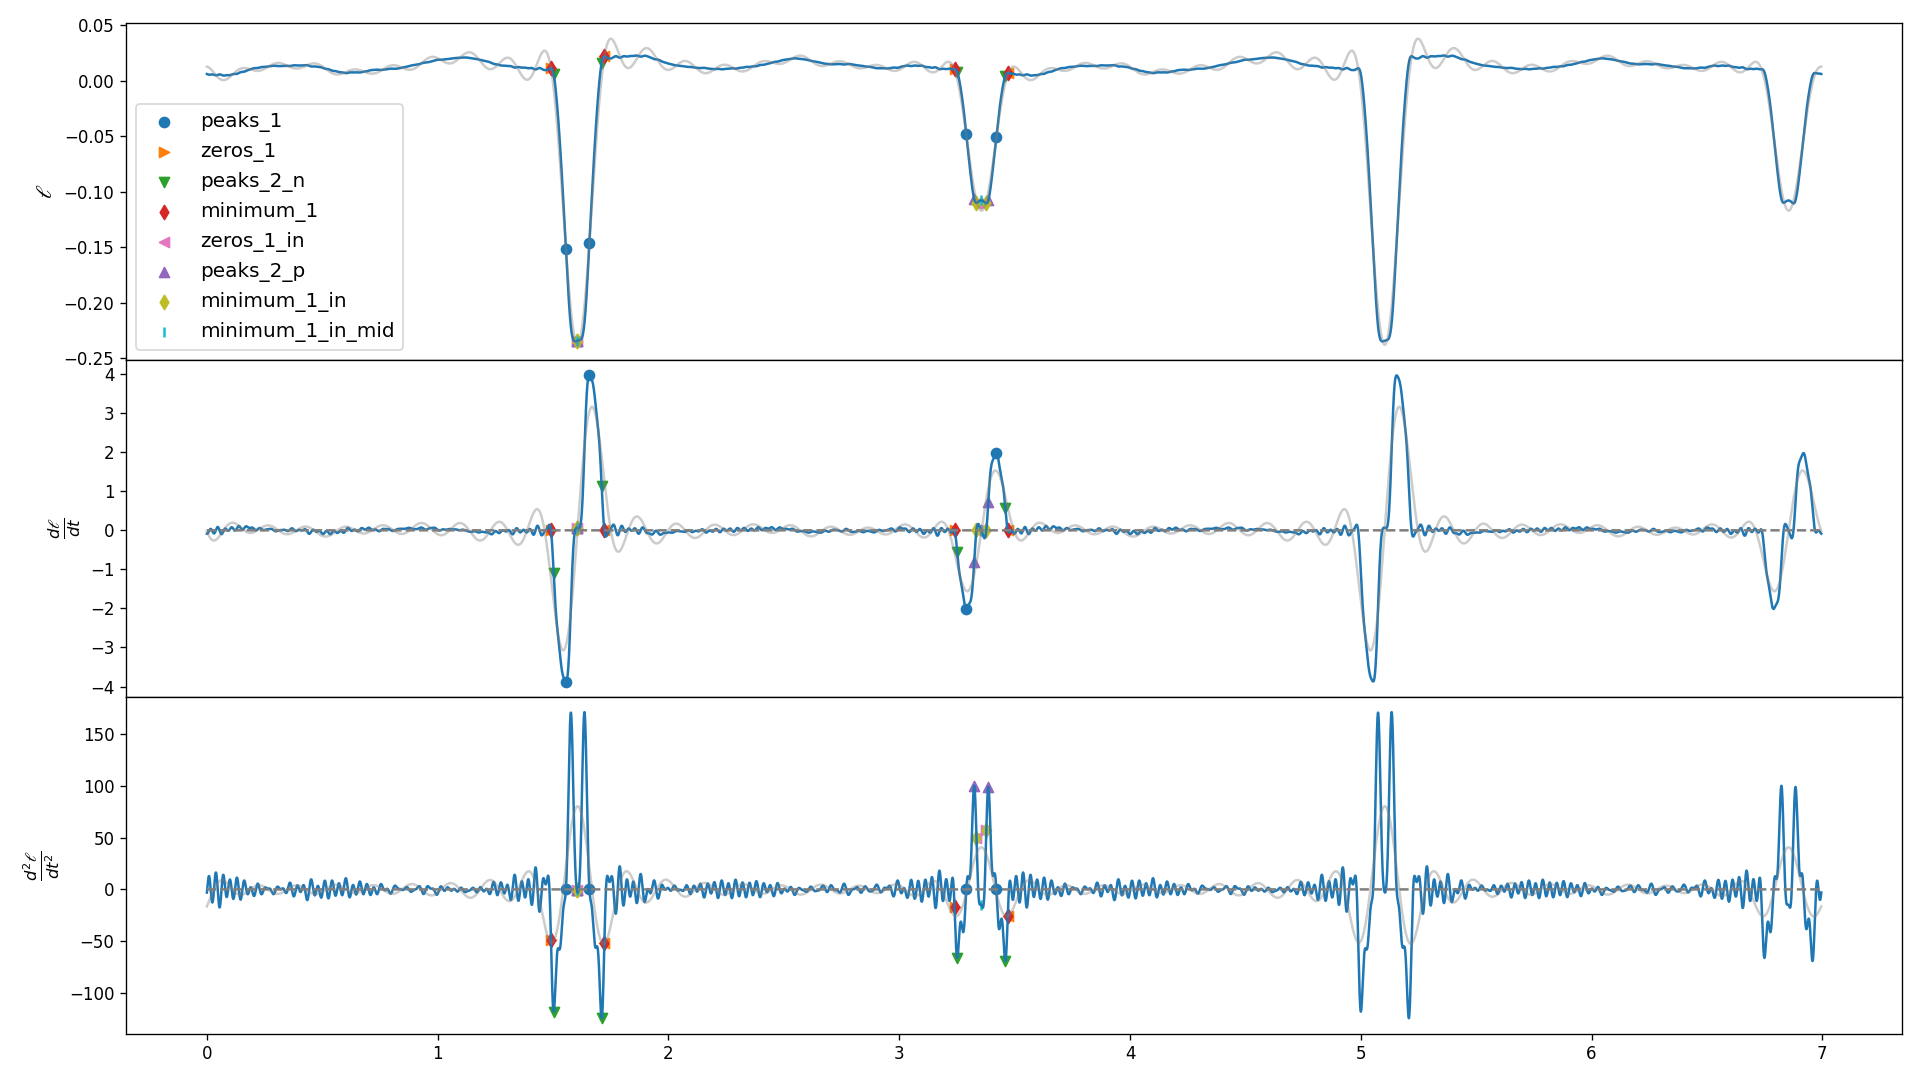 0.05
0.00
−0.05
−0.10
−0.15
−0.20
−0.25
ℓ
peaks_1
zeros_1
peaks_2_n
minimum_1
zeros_1_in
peaks_2_p
minimum_1_in
minimum_1_in_mid
4
3
2
1
0
−1
−2
−3
−4
dℓ/dt
150
100
50
0
−50
−100
d²ℓ/dt²
0 1 2 3 4 5 6 7